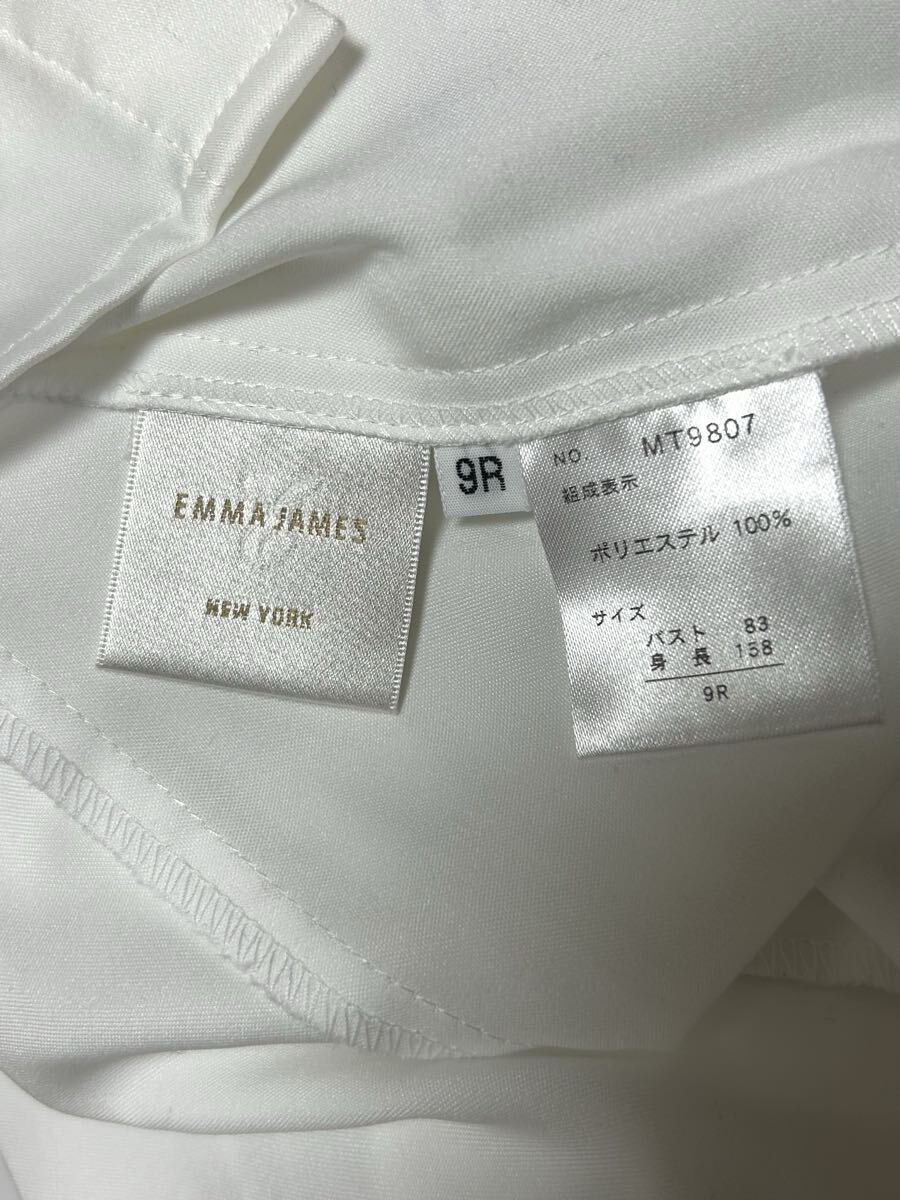 EMMA JAMES
NEW YORK
9R
NO MT9807
組成表示
ポリエステル 100%
サイズ
バスト 83
身長 158
9R